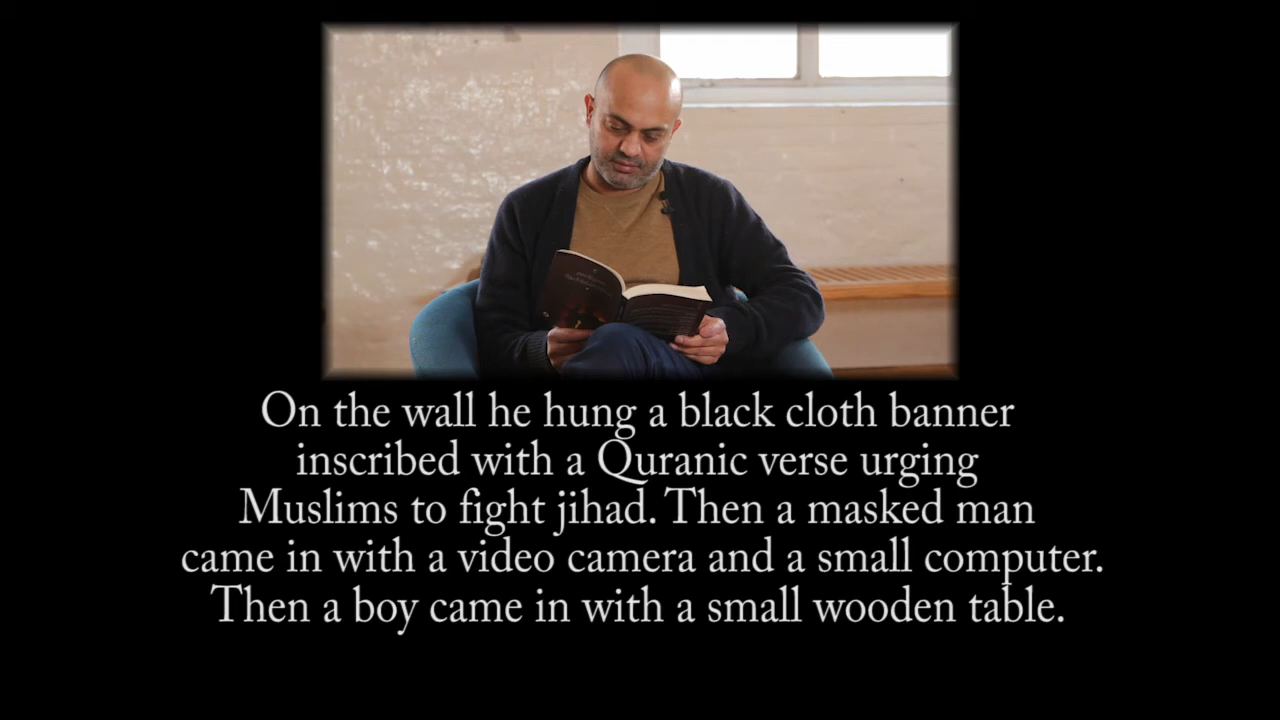 On the wall he hung a black cloth banner
inscribed with a Quranic verse urging
Muslims to fight jihad. Then a masked man
came in with a video camera and a small computer.
Then a boy came in with a small wooden table.